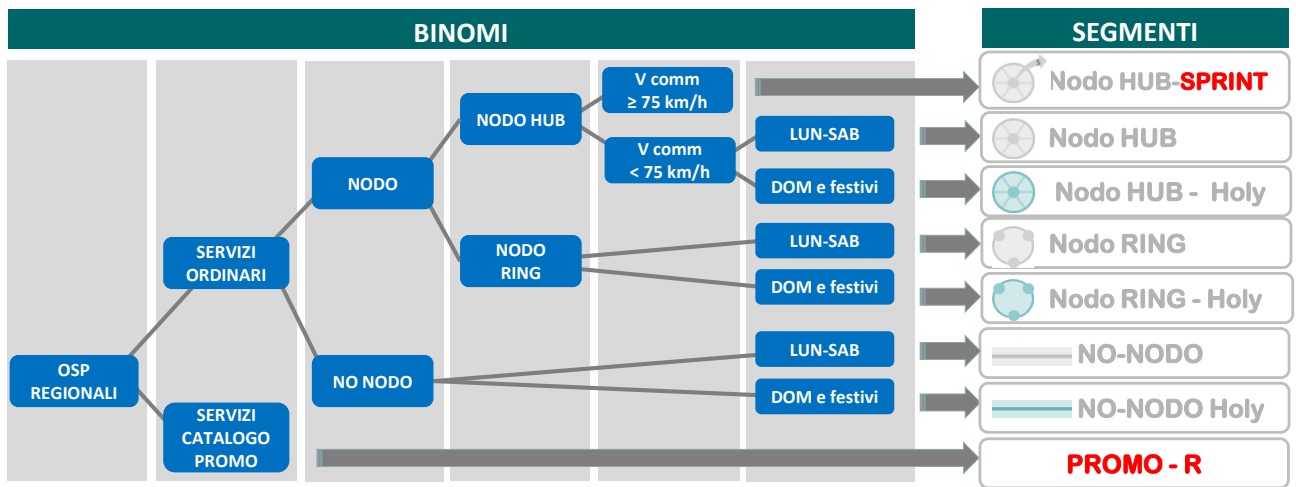 BINOMI
SEGMENTI
V comm
≥ 75 km/h
S
Nodo HUB-SPRINT
NODO HUB
LUN-SAB
Nodo HUB
V comm
< 75 km/h
NODO
DOM e festivi
Nodo HUB - Holy
SERVIZI
ORDINARI
NODO
RING
LUN-SAB
Nodo RING
DOM e festivi
Nodo RING - Holy
OSP
REGIONALI
NO NODO
LUN-SAB
NO-NODO
DOM e festivi
NO-NODO Holy
SERVIZI
CATALOGO
PROMO
PROMO - R